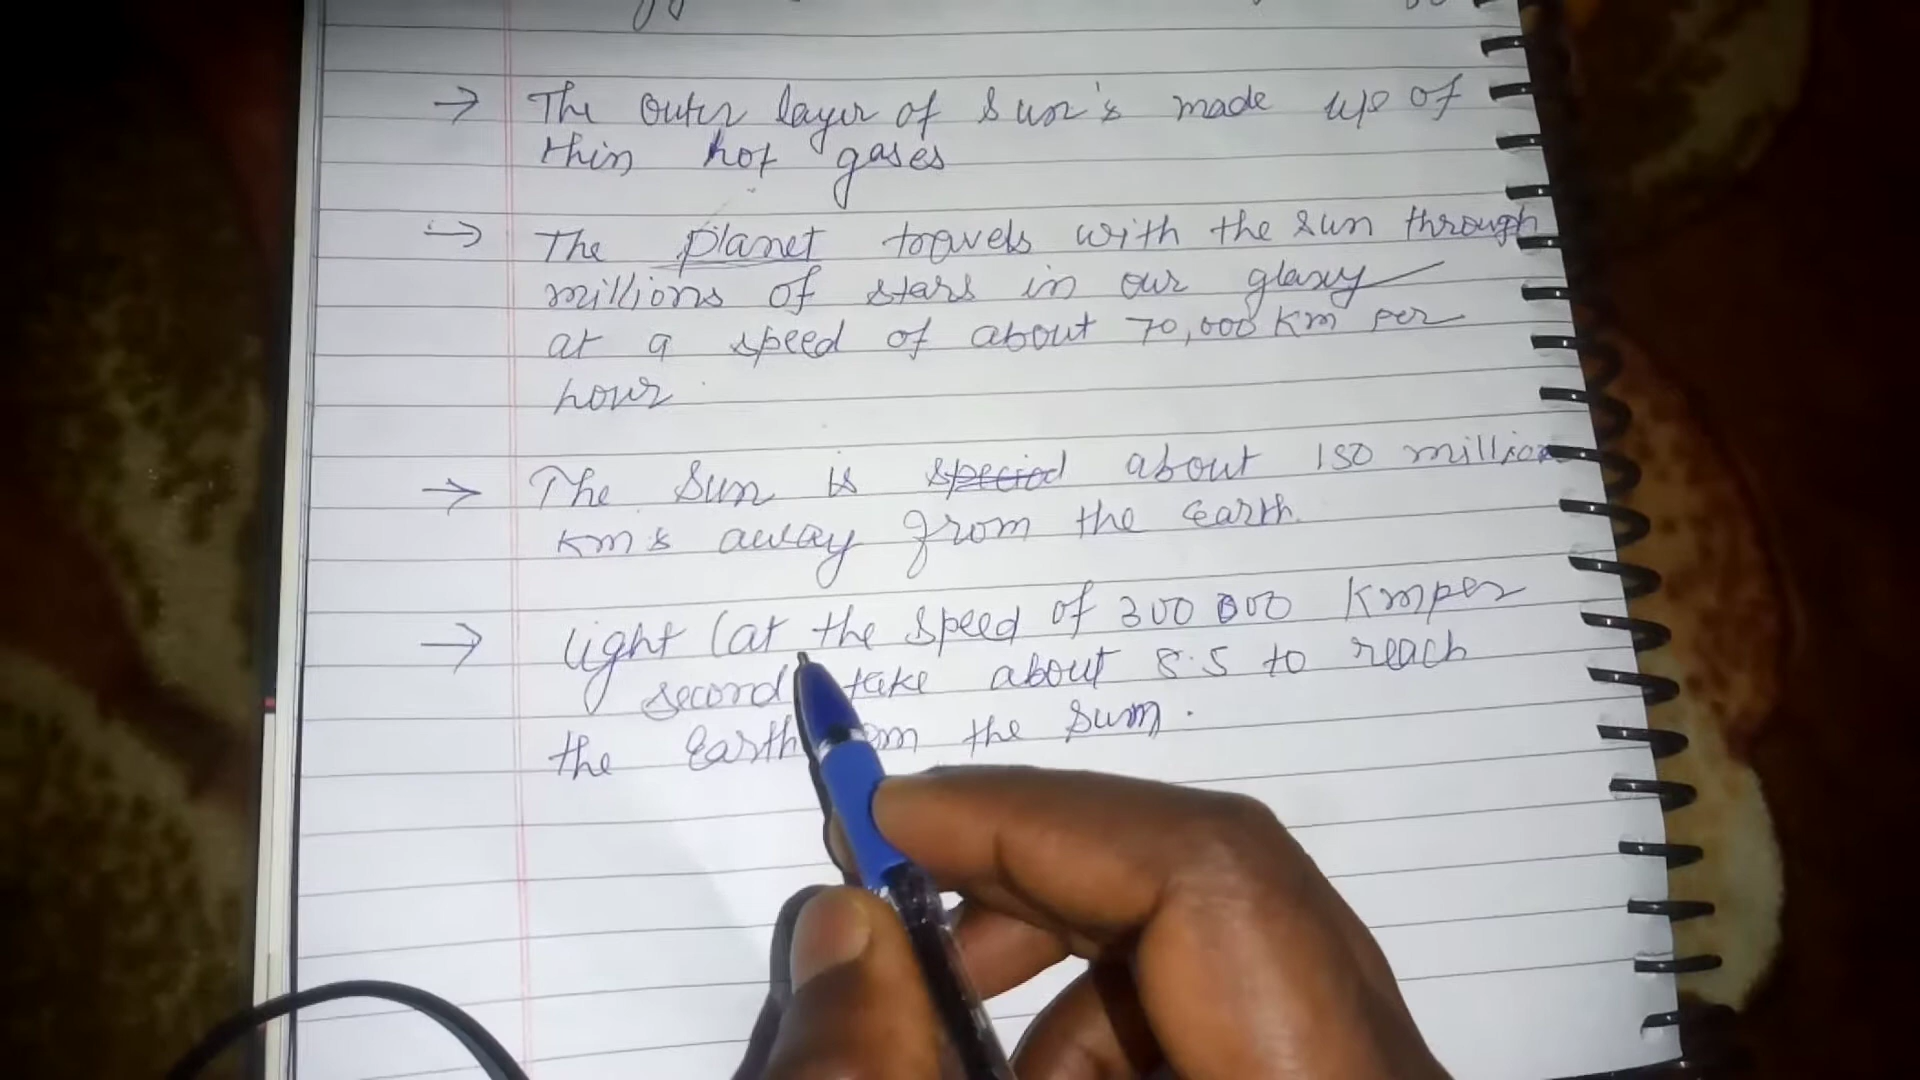 → The outer layer of Sun's made up of
thin hot gases
→ The planet travels with the sun through
millions of stars in our glaxy
at a speed of about 70,000 Km per
hour.
→ The Sun is about 150 million
Km's away from the Earth.
→ light (at the speed of 300 000 Km per
second take about 8.5 to reach
the Earth the Sum.